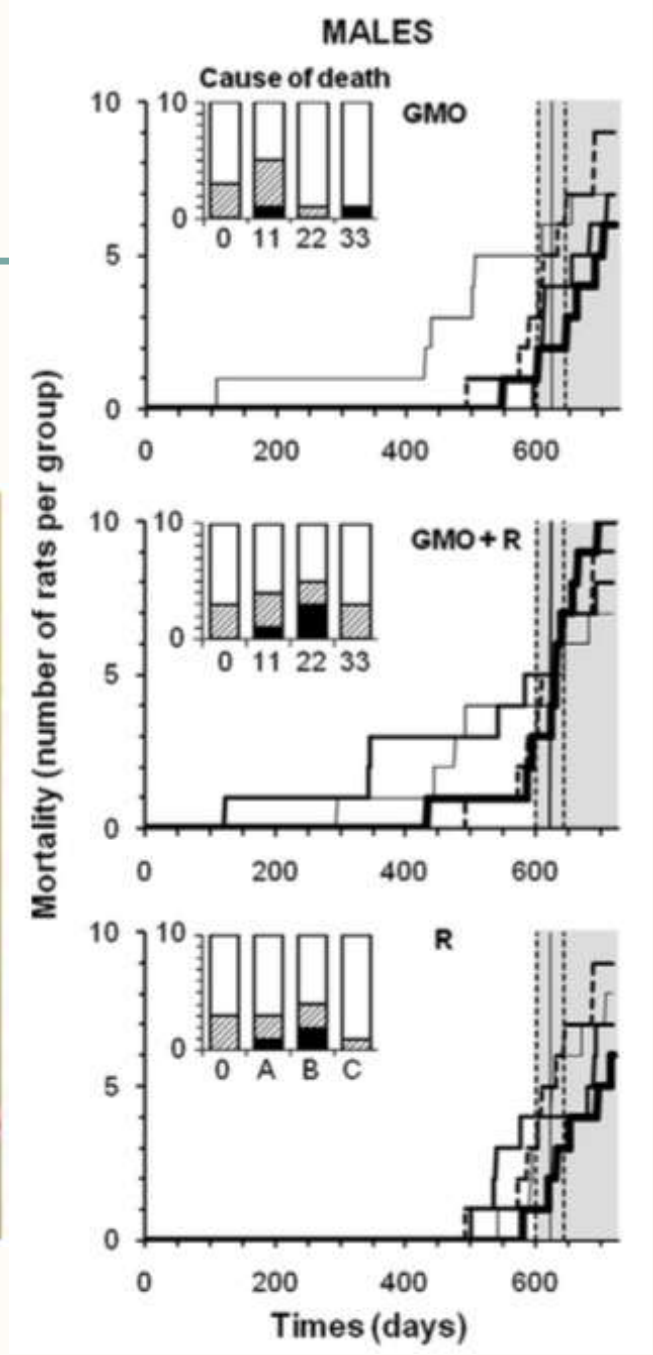 MALES
Cause of death
GMO
10
5
0
10
0
0 11 22 33
0 200 400 600
GMO + R
10
5
0
10
0
0 11 22 33
0 200 400 600
R
10
5
0
10
0
0 A B C
0 200 400 600
Times (days)
Mortality (number of rats per group)